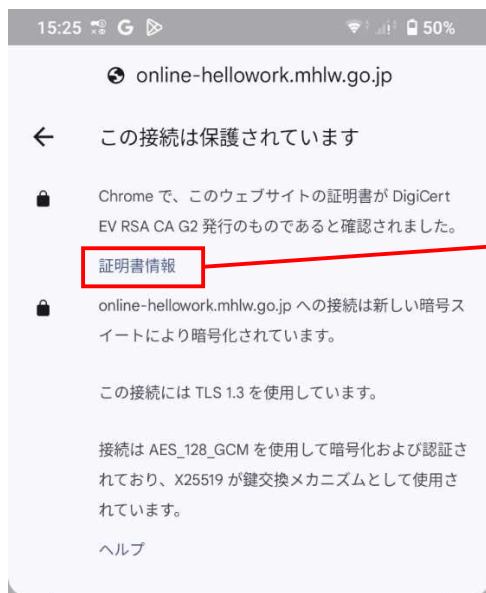 15:25 G 50%
online-hellowork.mhlw.go.jp
この接続は保護されています
Chrome で、このウェブサイトの証明書が DigiCert
EV RSA CA G2 発行のものであると確認されました。
証明書情報
online-hellowork.mhlw.go.jp への接続は新しい暗号ス
イートにより暗号化されています。
この接続には TLS 1.3 を使用しています。
接続は AES_128_GCM を使用して暗号化および認証さ
れており、X25519 が鍵交換メカニズムとして使用さ
れています。
ヘルプ